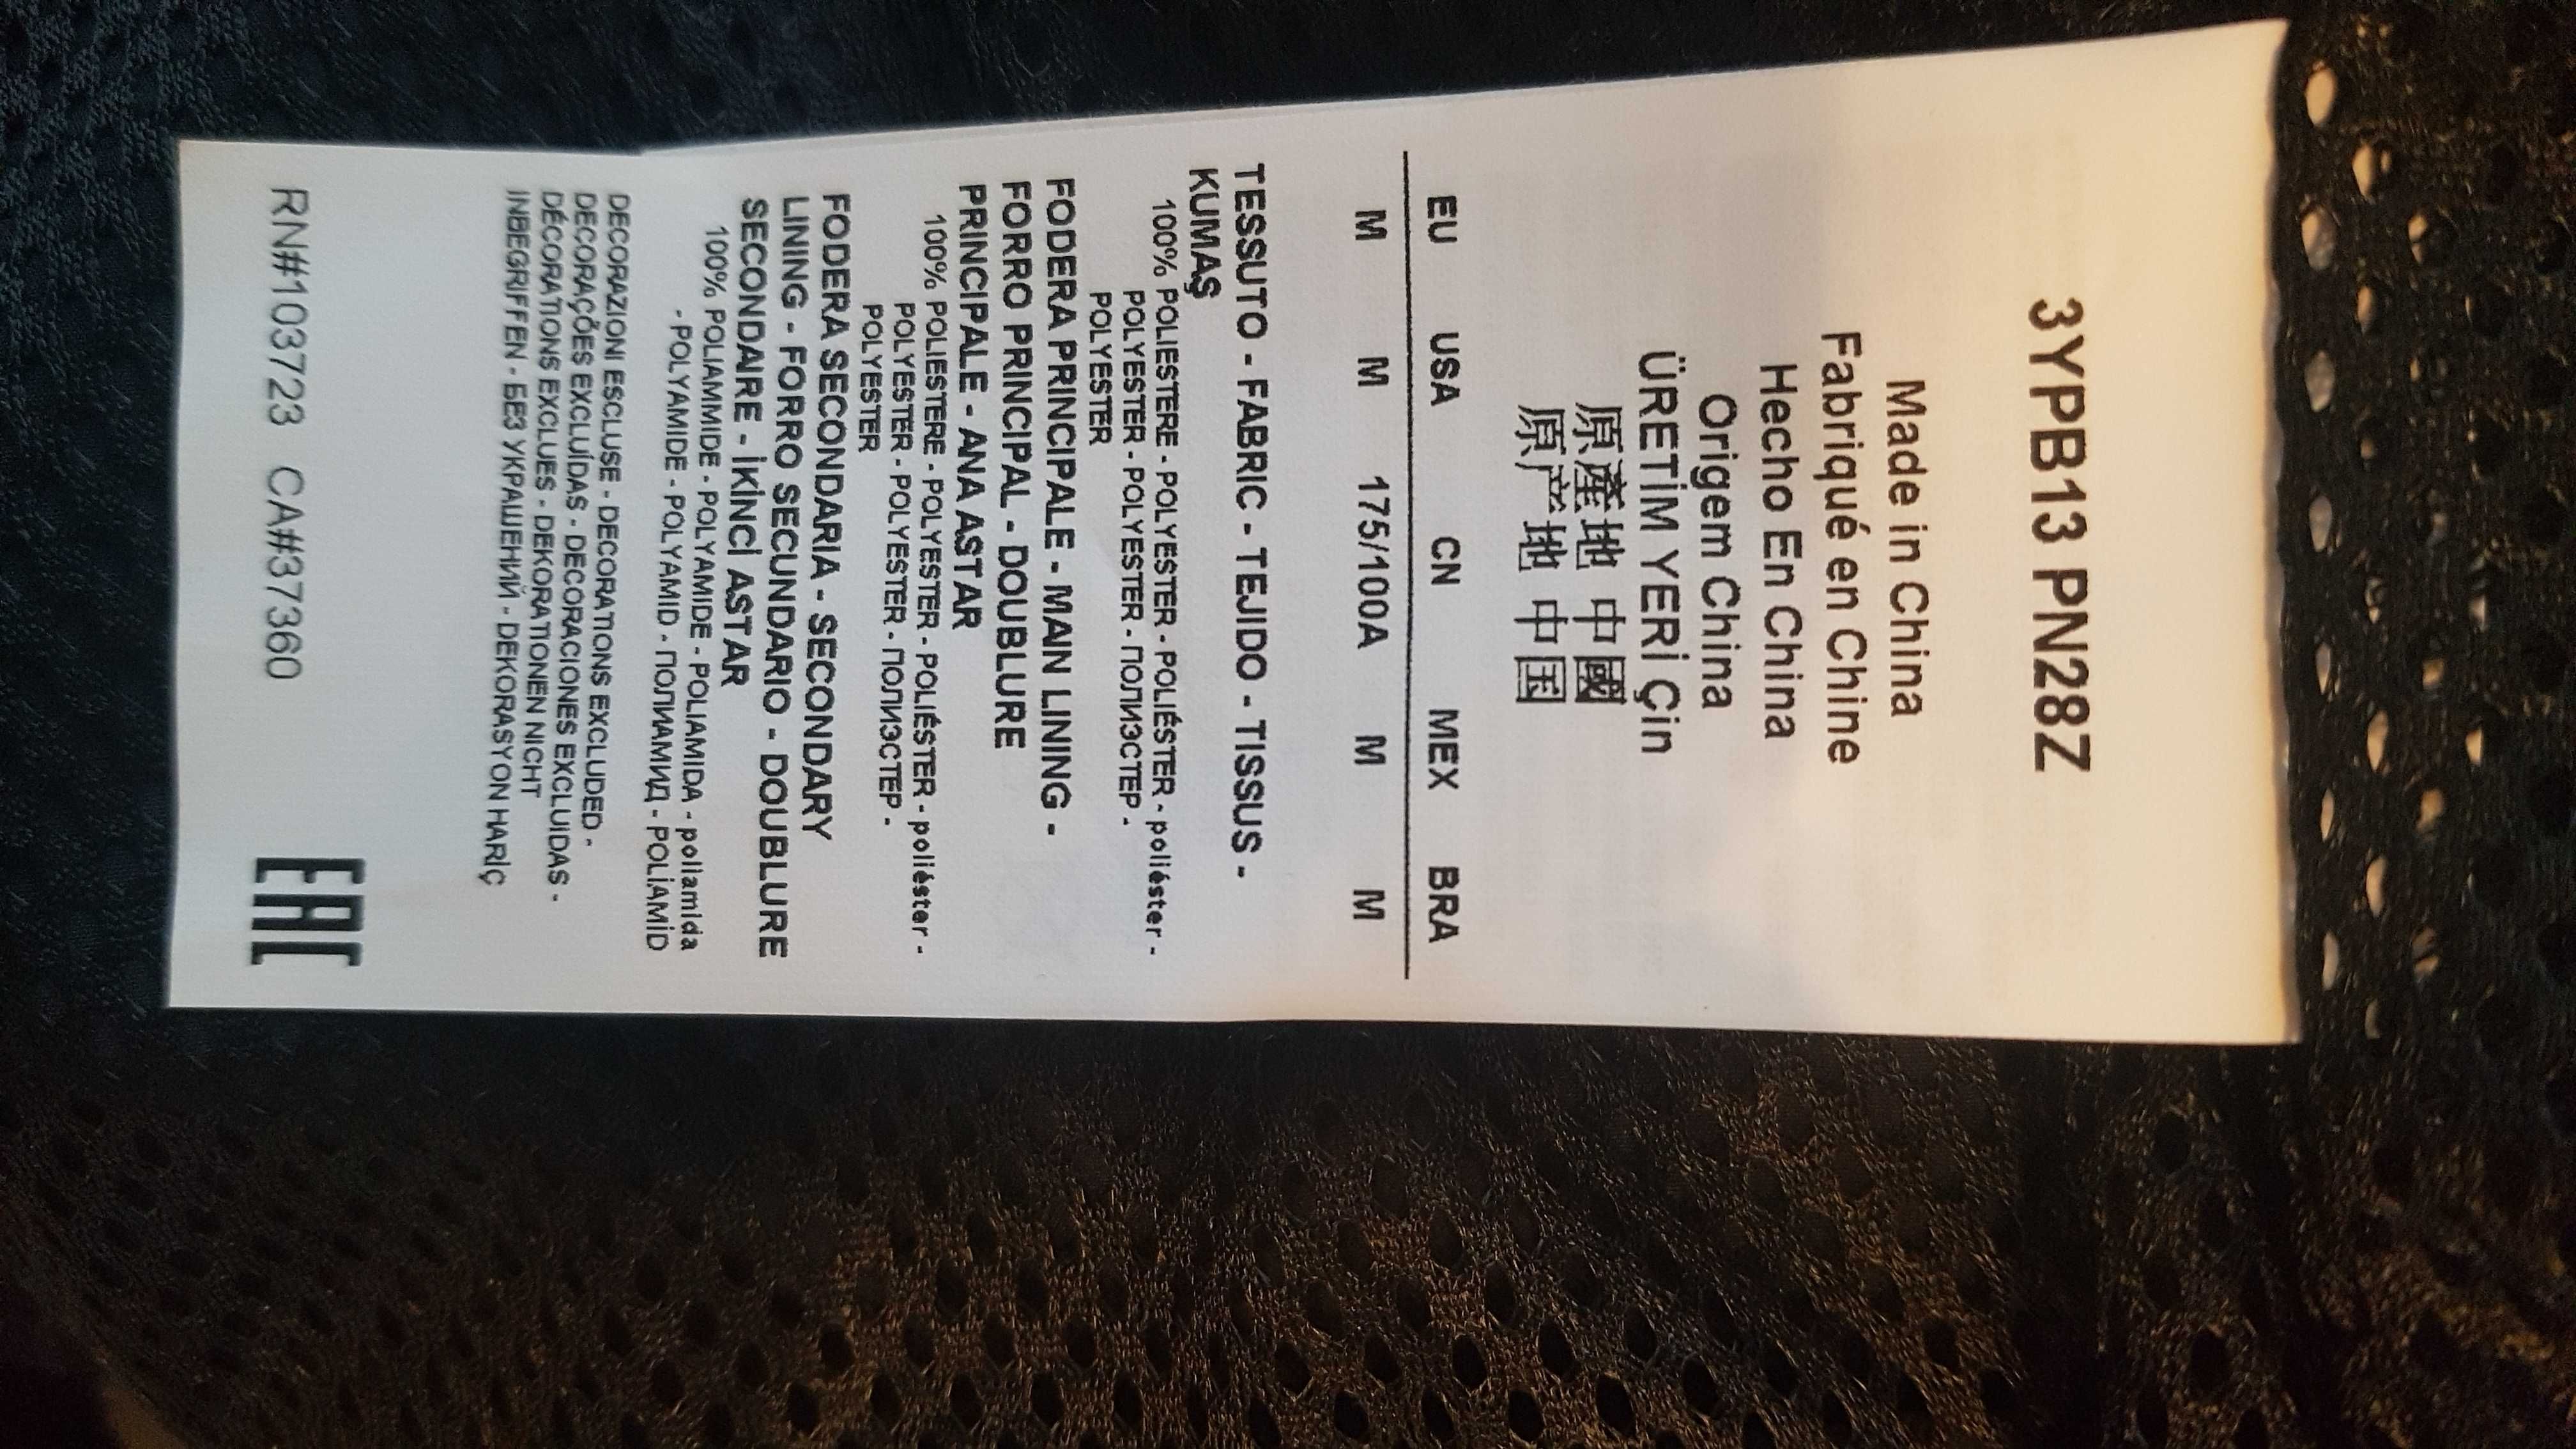 3YPB13 PN28Z
Made in China
Fabriqué en Chine
Hecho En China
Origem China
ÜRETİM YERİ Çin
原產地 中國
原产地 中国
EU USA CN MEX BRA
M M 175/100A M M
TESSUTO - FABRIC - TEJIDO - TISSUS -
KUMAŞ
100% POLIESTERE - POLYESTER - POLIÉSTER - poliéster -
POLYESTER - POLYESTER - ПОЛИЭСТЕР -
POLYESTER
FODERA PRINCIPALE - MAIN LINING -
FORRO PRINCIPAL - DOUBLURE
PRINCIPALE - ANA ASTAR
100% POLIESTERE - POLYESTER - POLIÉSTER - poliéster -
POLYESTER - POLYESTER - ПОЛИЭСТЕР -
POLYESTER
FODERA SECONDARIA - SECONDARY
LINING - FORRO SECUNDARIO - DOUBLURE
SECONDAIRE - İKİNCİ ASTAR
100% POLIAMMIDE - POLYAMIDE - POLIAMIDA - poliamida
- POLYAMIDE - POLYAMID - ПОЛИАМИД - POLİAMİD
DECORAZIONI ESCLUSE - DECORATIONS EXCLUDED -
DECORAÇÕES EXCLUÍDAS - DECORACIONES EXCLUIDAS -
DÉCORATIONS EXCLUES - DEKORATIONEN NICHT
INBEGRIFFEN - БЕЗ УКРАШЕНИЙ - DEKORASYON HARİÇ
RN#103723 CA#37360
EAC